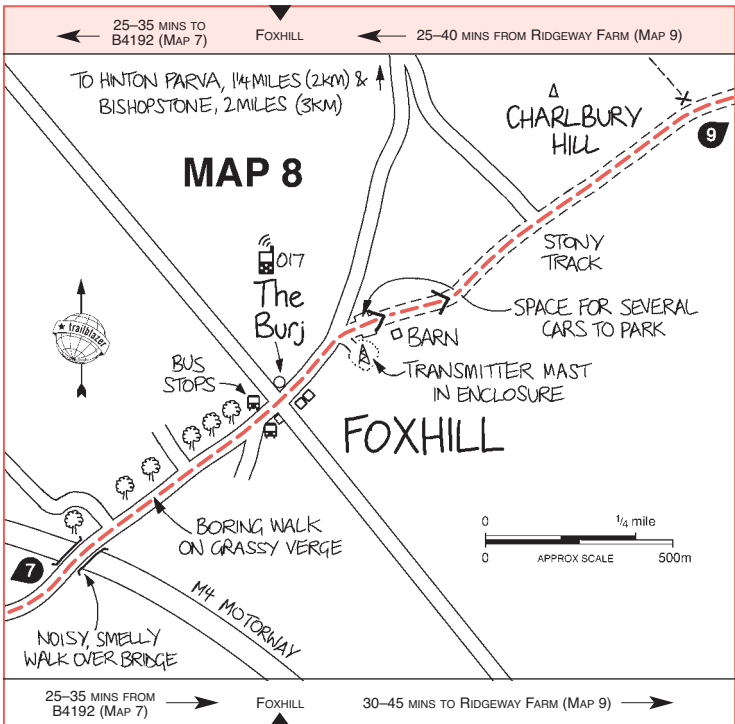 25–35 MINS TO
B4192 (MAP 7)
FOXHILL
25–40 MINS FROM RIDGEWAY FARM (MAP 9)
TO HINTON PARVA, 1¼ MILES (2KM) &
BISHOPSTONE, 2 MILES (3KM)
CHARLBURY
HILL
9
MAP 8
017
The
Burj
STONY
TRACK
SPACE FOR SEVERAL
CARS TO PARK
BARN
trailblazer
BUS
STOPS
TRANSMITTER MAST
IN ENCLOSURE
FOXHILL
BORING WALK
ON GRASSY VERGE
0 ¼ mile
0 APPROX SCALE 500m
7
M4 MOTORWAY
NOISY, SMELLY
WALK OVER BRIDGE
25–35 MINS FROM
B4192 (MAP 7)
FOXHILL
30–45 MINS TO RIDGEWAY FARM (MAP 9)